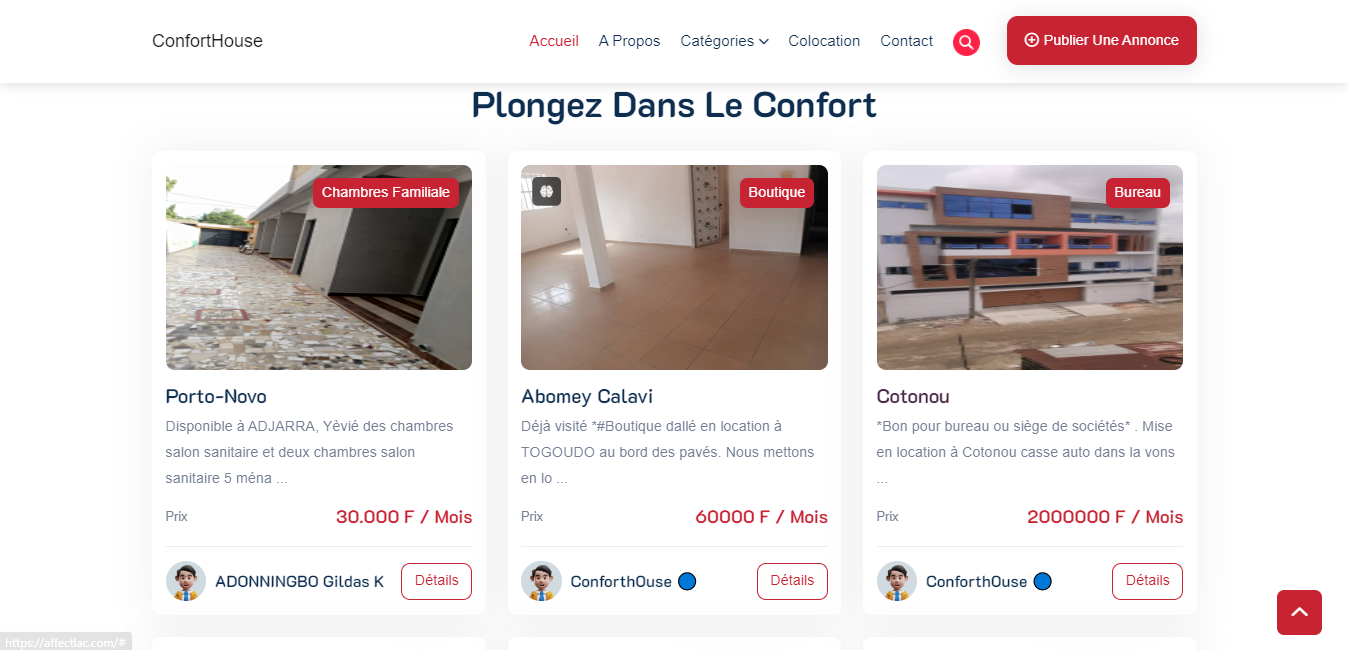 ConfortHouse
Accueil
A Propos
Catégories
Colocation
Contact
Publier Une Annonce
Plongez Dans Le Confort
Chambres Familiale
Porto-Novo
Disponible à ADJARRA, Yèvié des chambres
salon sanitaire et deux chambres salon
sanitaire 5 ména ...
Prix
30.000 F / Mois
ADONNINGBO Gildas K
Détails
Boutique
Abomey Calavi
Déjà visité *#Boutique dallé en location à
TOGOUDO au bord des pavés. Nous mettons
en lo ...
Prix
60000 F / Mois
ConforthOuse
Détails
Bureau
Cotonou
*Bon pour bureau ou siège de sociétés* . Mise
en location à Cotonou casse auto dans la vons
...
Prix
2000000 F / Mois
ConforthOuse
Détails
https://affectlac.com/#